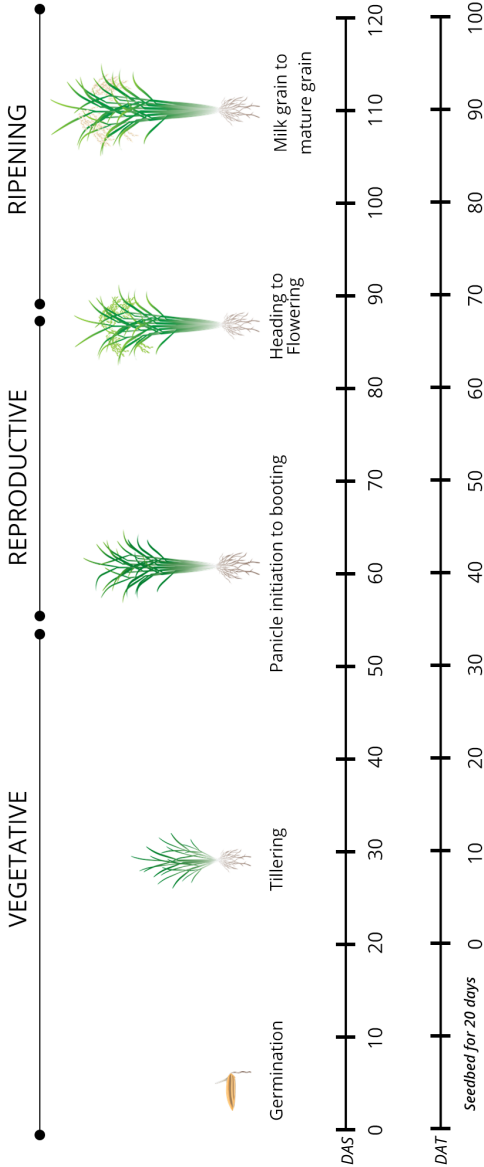 VEGETATIVE
REPRODUCTIVE
RIPENING
Germination
Tillering
Panicle initiation to booting
Heading to
Flowering
Milk grain to
mature grain
DAS
0 10 20 30 40 50 60 70 80 90 100 110 120
DAT
Seedbed for 20 days
0 10 20 30 40 50 60 70 80 90 100